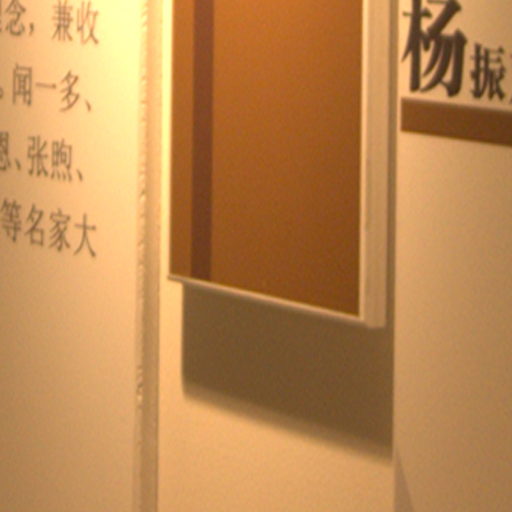 念，兼收
。闻一多、
恩、张煦、
等名家大
杨振